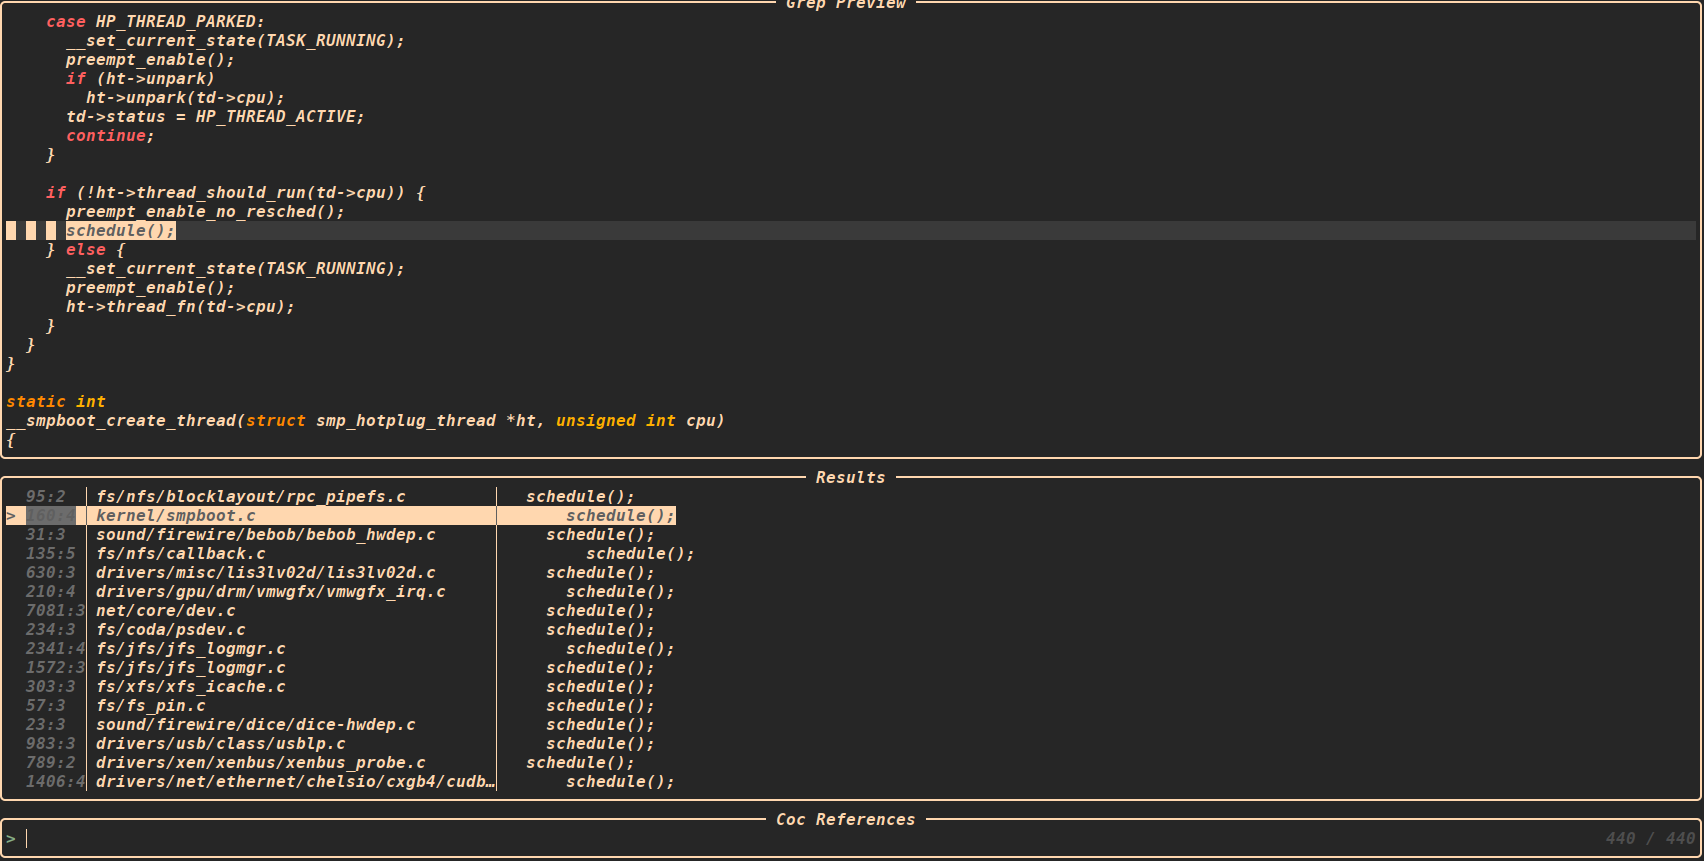 Grep Preview
case HP_THREAD_PARKED:
__set_current_state(TASK_RUNNING);
preempt_enable();
if (ht->unpark)
ht->unpark(td->cpu);
td->status = HP_THREAD_ACTIVE;
continue;
}
if (!ht->thread_should_run(td->cpu)) {
preempt_enable_no_resched();
schedule();
} else {
__set_current_state(TASK_RUNNING);
preempt_enable();
ht->thread_fn(td->cpu);
}
}
}
static int
__smpboot_create_thread(struct smp_hotplug_thread *ht, unsigned int cpu)
{
Results
95:2 fs/nfs/blocklayout/rpc_pipefs.c schedule();
> 160:4 kernel/smpboot.c schedule();
31:3 sound/firewire/bebob/bebob_hwdep.c schedule();
135:5 fs/nfs/callback.c schedule();
630:3 drivers/misc/lis3lv02d/lis3lv02d.c schedule();
210:4 drivers/gpu/drm/vmwgfx/vmwgfx_irq.c schedule();
7081:3 net/core/dev.c schedule();
234:3 fs/coda/psdev.c schedule();
2341:4 fs/jfs/jfs_logmgr.c schedule();
1572:3 fs/jfs/jfs_logmgr.c schedule();
303:3 fs/xfs/xfs_icache.c schedule();
57:3 fs/fs_pin.c schedule();
23:3 sound/firewire/dice/dice-hwdep.c schedule();
983:3 drivers/usb/class/usblp.c schedule();
789:2 drivers/xen/xenbus/xenbus_probe.c schedule();
1406:4 drivers/net/ethernet/chelsio/cxgb4/cudb… schedule();
Coc References
> 440 / 440